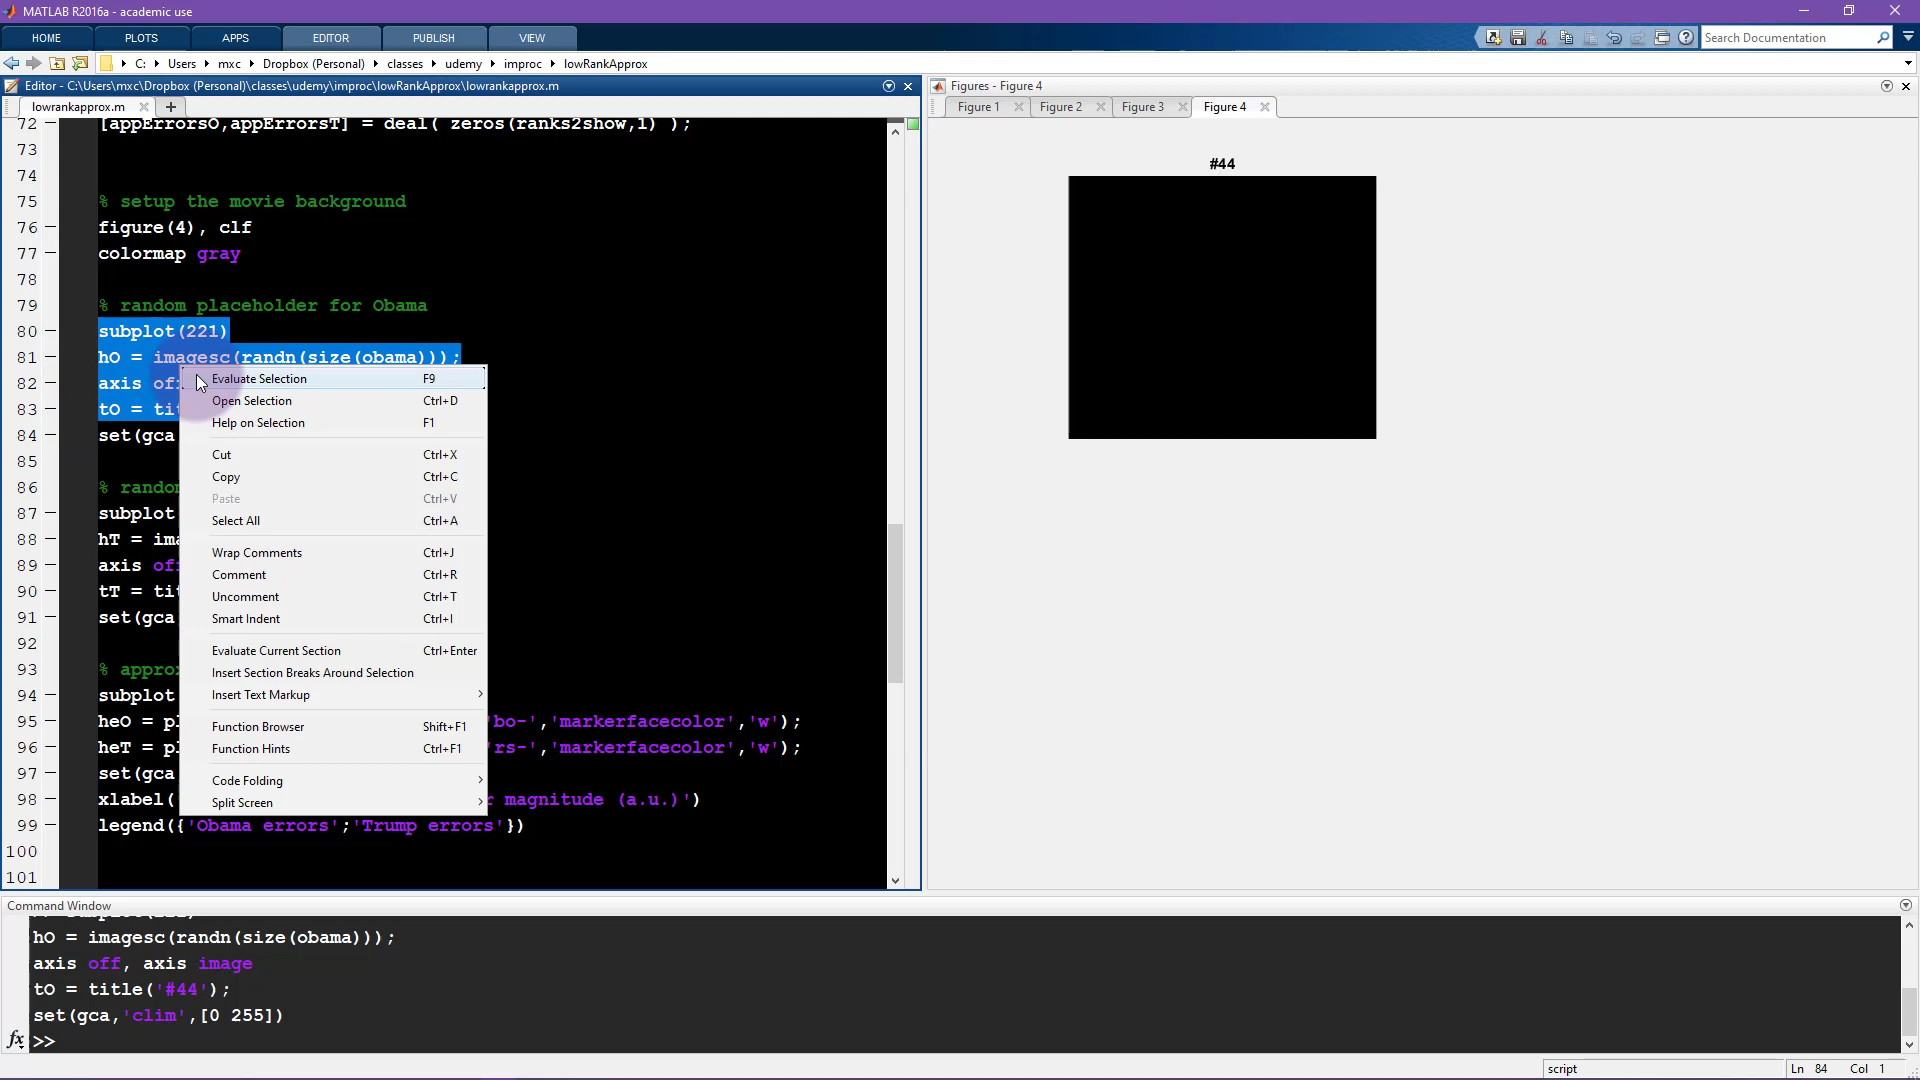 MATLAB R2016a - academic use
HOME PLOTS APPS EDITOR PUBLISH VIEW
Search Documentation
C: Users mxc Dropbox (Personal) classes udemy improc lowRankApprox
Editor - C:\Users\mxc\Dropbox (Personal)\classes\udemy\improc\lowRankApprox\lowrankapprox.m
lowrankapprox.m
72 [appErrorsO,appErrorsT] = deal( zeros(ranks2show,1) );
73
74
75 % setup the movie background
76 figure(4), clf
77 colormap gray
78
79 % random placeholder for Obama
80 subplot(221)
81 hO = imagesc(randn(size(obama)));
82 axis off
83 tO = tit
84 set(gca
85
86 % random
87 subplot
88 hT = ima
89 axis off
90 tT = tit
91 set(gca
92
93 % appro
94 subplot
95 heO = pl 'bo-','markerfacecolor','w');
96 heT = pl 'rs-','markerfacecolor','w');
97 set(gca
98 xlabel( r magnitude (a.u.)')
99 legend({'Obama errors';'Trump errors'})
100
101
Evaluate Selection F9
Open Selection Ctrl+D
Help on Selection F1
Cut Ctrl+X
Copy Ctrl+C
Paste Ctrl+V
Select All Ctrl+A
Wrap Comments Ctrl+J
Comment Ctrl+R
Uncomment Ctrl+T
Smart Indent Ctrl+I
Evaluate Current Section Ctrl+Enter
Insert Section Breaks Around Selection
Insert Text Markup
Function Browser Shift+F1
Function Hints Ctrl+F1
Code Folding
Split Screen
Figures - Figure 4
Figure 1 Figure 2 Figure 3 Figure 4
#44
Command Window
hO = imagesc(randn(size(obama)));
axis off, axis image
tO = title('#44');
set(gca,'clim',[0 255])
fx >>
script Ln 84 Col 1